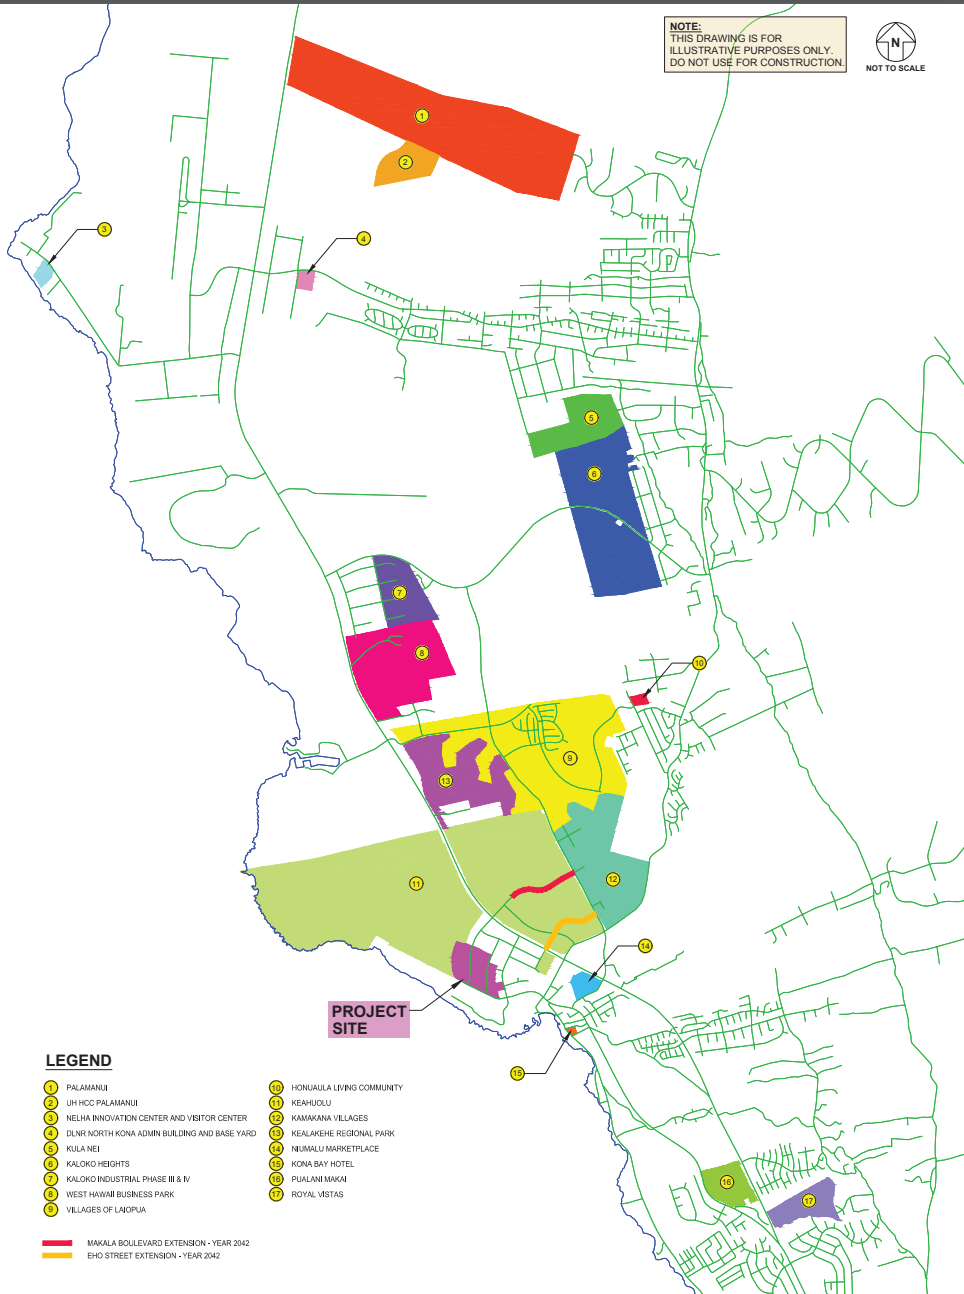 NOTE:
THIS DRAWING IS FOR
ILLUSTRATIVE PURPOSES ONLY.
DO NOT USE FOR CONSTRUCTION.
N
NOT TO SCALE
1
2
3
4
5
6
7
8
10
9
13
11
12
14
PROJECT
SITE
15
16
17
LEGEND
1 PALAMANUI
2 UH HCC PALAMANUI
3 NELHA INNOVATION CENTER AND VISITOR CENTER
4 DLNR NORTH KONA ADMIN BUILDING AND BASE YARD
5 KULA NEI
6 KALOKO HEIGHTS
7 KALOKO INDUSTRIAL PHASE III & IV
8 WEST HAWAII BUSINESS PARK
9 VILLAGES OF LAIOPUA
10 HONUAULA LIVING COMMUNITY
11 KEAHUOLU
12 KAMAKANA VILLAGES
13 KEALAKEHE REGIONAL PARK
14 NIUMALU MARKETPLACE
15 KONA BAY HOTEL
16 PUALANI MAKAI
17 ROYAL VISTAS
MAKALA BOULEVARD EXTENSION - YEAR 2042
EHO STREET EXTENSION - YEAR 2042